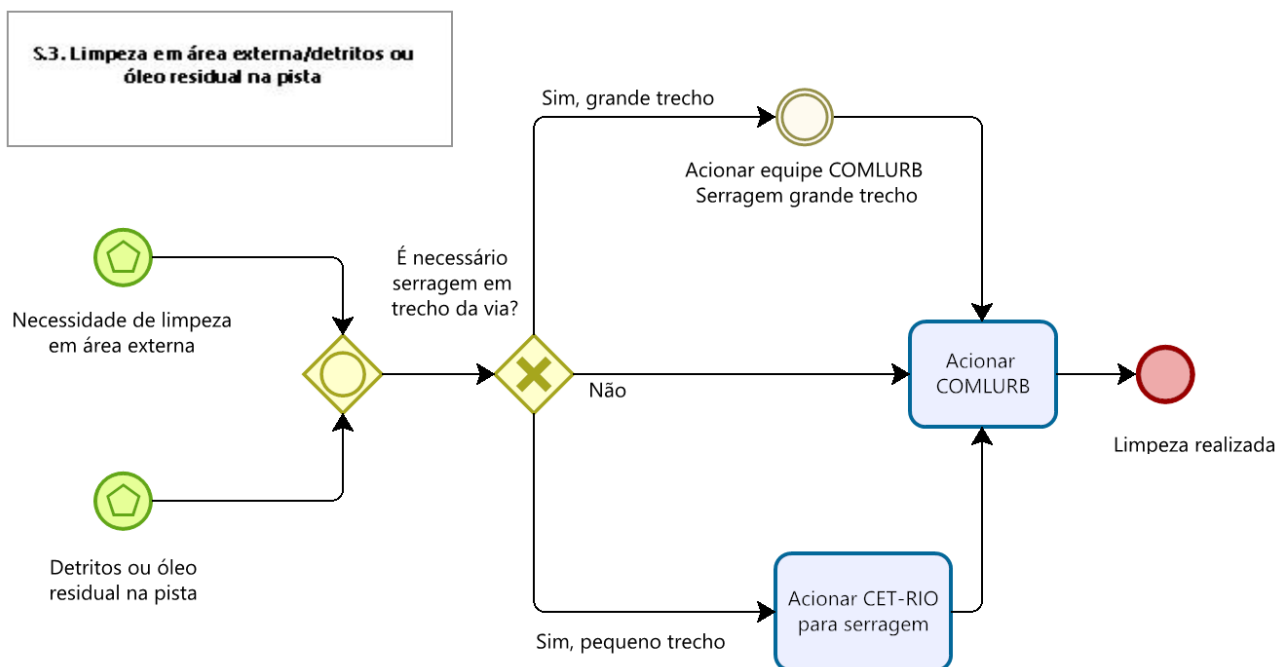 S.3. Limpeza em área externa/detritos ou
óleo residual na pista
Sim, grande trecho
Acionar equipe COMLURB
Serragem grande trecho
É necessário
serragem em
trecho da via?
Necessidade de limpeza
em área externa
Não
Acionar
COMLURB
Limpeza realizada
Detritos ou óleo
residual na pista
Sim, pequeno trecho
Acionar CET-RIO
para serragem